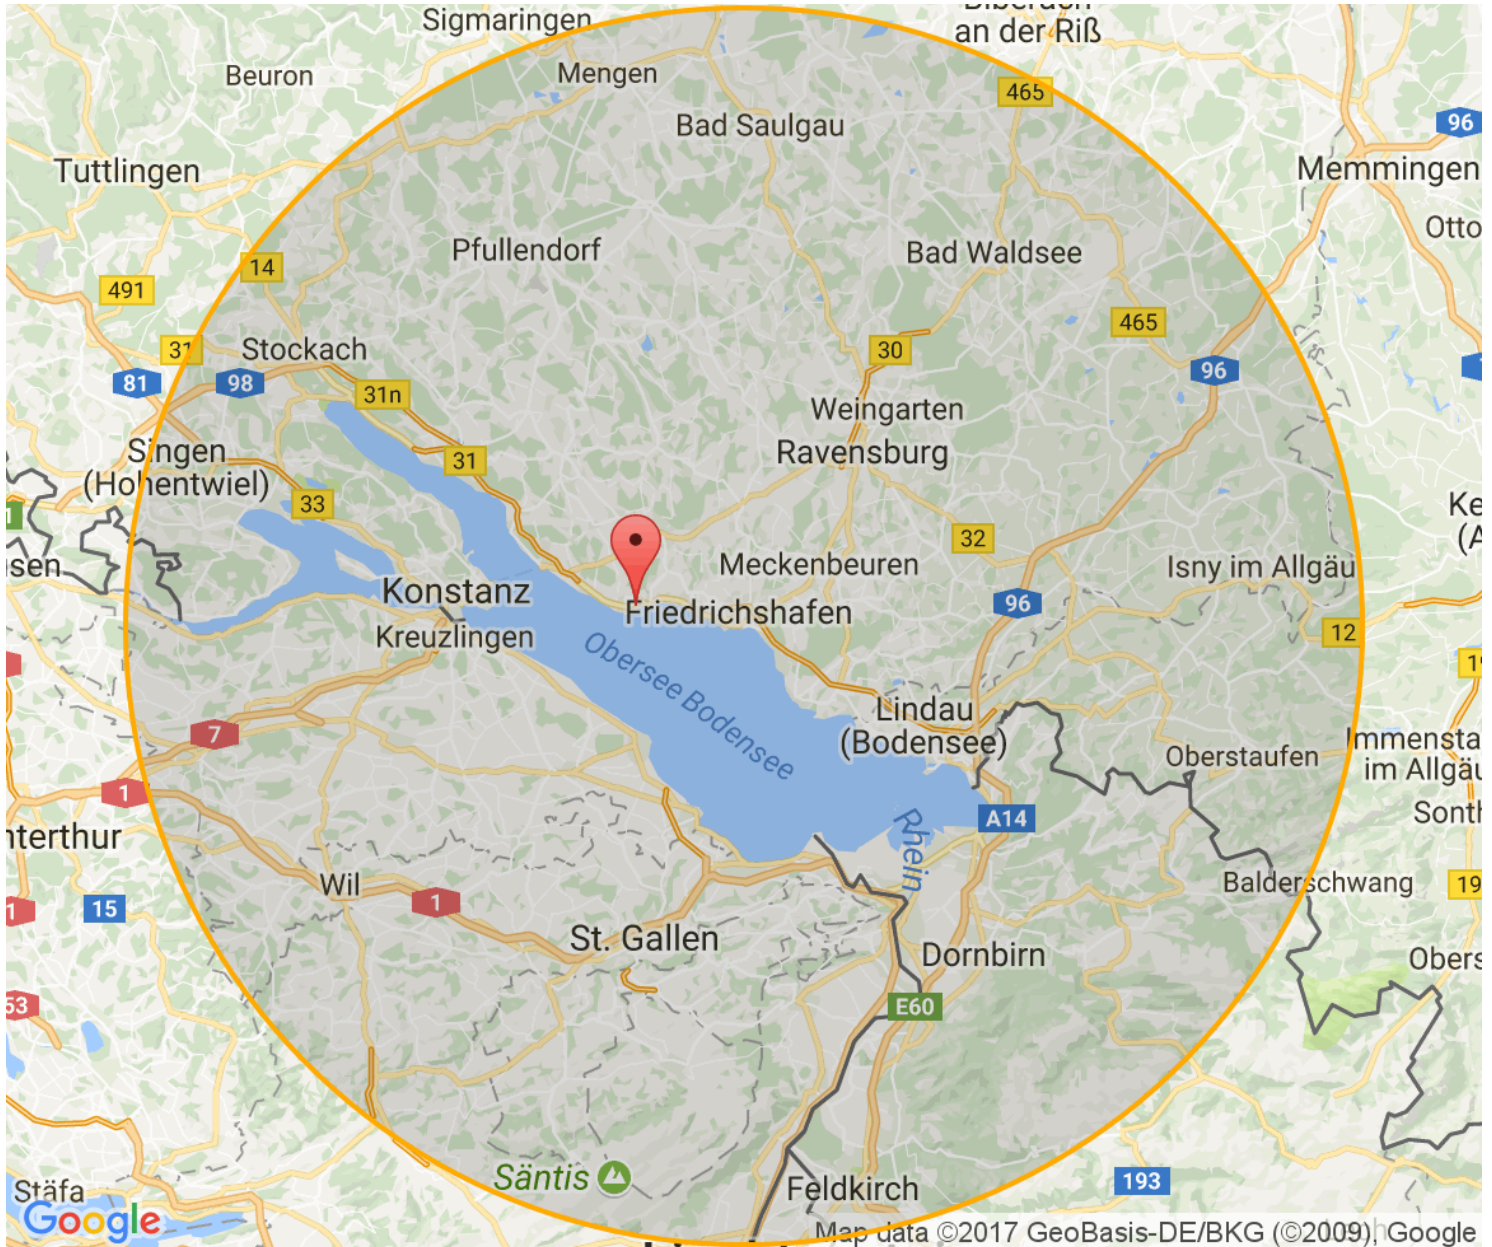 Sigmaringen
an der Riß
Beuron
Mengen
465
96
Bad Saulgau
Tuttlingen
Memmingen
Pfullendorf
Bad Waldsee
14
491
465
31
Stockach
30
96
81
98
31n
Weingarten
Singen
(Hohentwiel)
31
Ravensburg
33
32
Meckenbeuren
Isny im Allgäu
Konstanz
96
Friedrichshafen
Kreuzlingen
12
Obersee Bodensee
7
Lindau
(Bodensee)
Oberstaufen
1
A14
Rhein
Wil
1
15
Balderschwang
St. Gallen
Dornbirn
E60
Säntis
Feldkirch
193
Stäfa
Google
Map data ©2017 GeoBasis-DE/BKG (©2009), Google